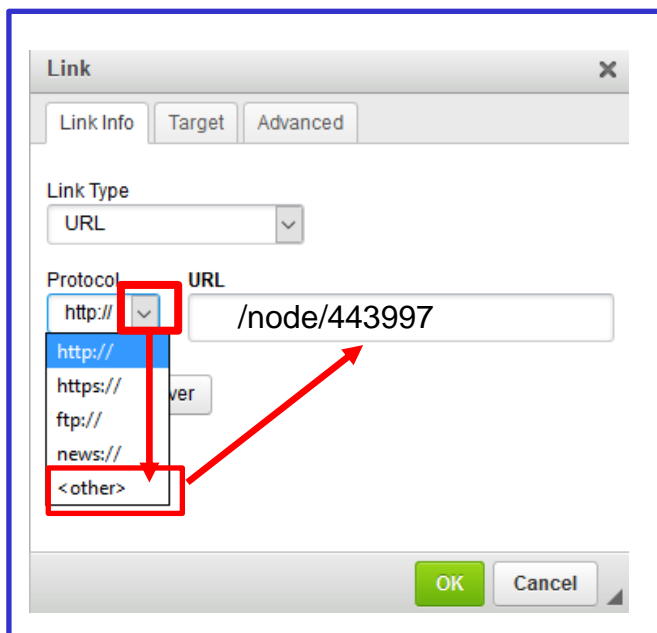 Link
Link Info Target Advanced
Link Type
URL
Protocol URL
http:// /node/443997
http://
https://
ver
ftp://
news://
<other>
OK Cancel